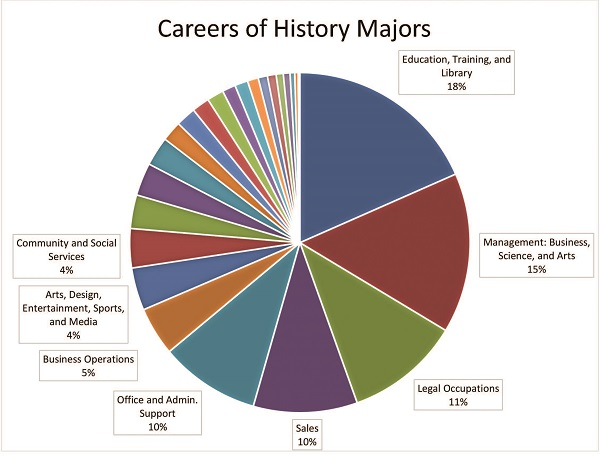 Careers of History Majors
Education, Training, and
Library
18%
Management: Business,
Science, and Arts
15%
Legal Occupations
11%
Sales
10%
Office and Admin.
Support
10%
Business Operations
5%
Arts, Design,
Entertainment, Sports,
and Media
4%
Community and Social
Services
4%